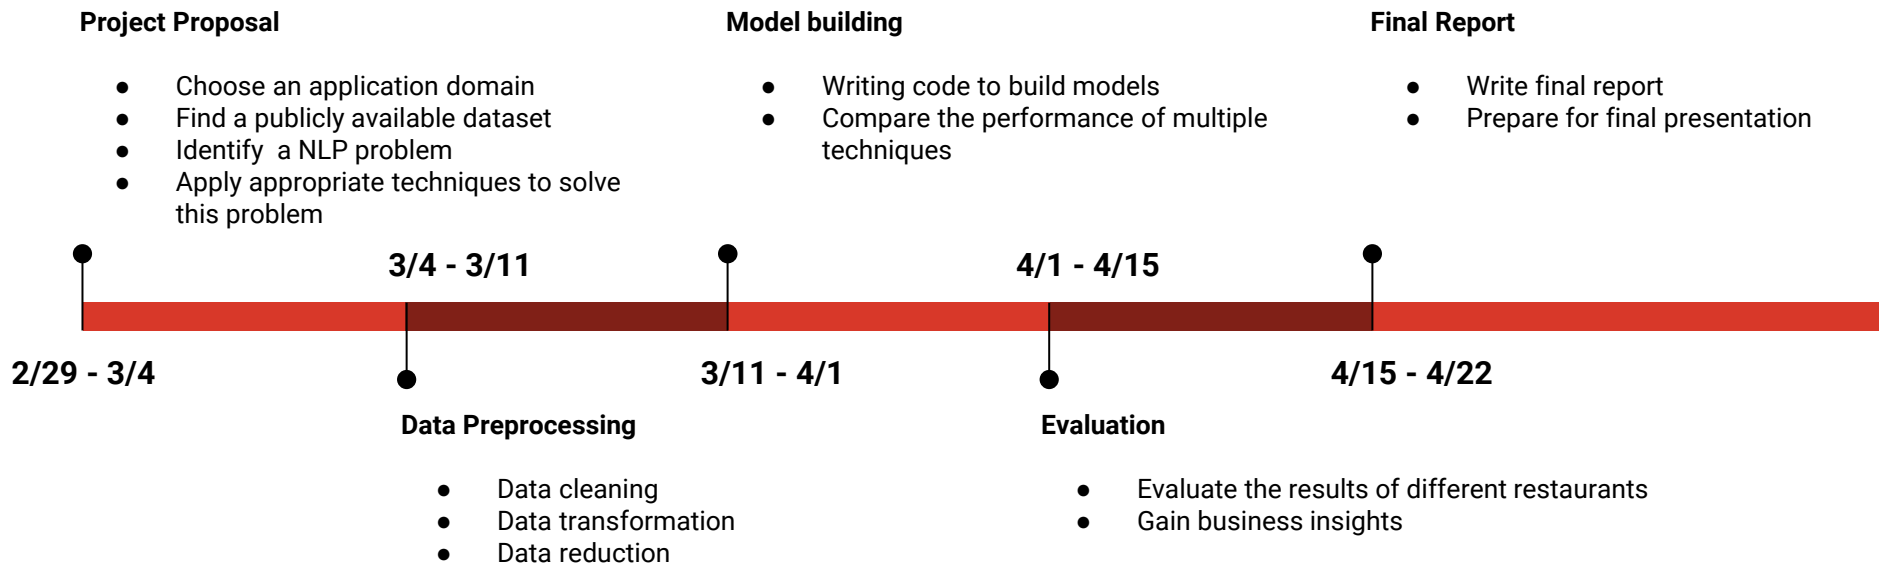 Project Proposal
● Choose an application domain
● Find a publicly available dataset
● Identify  a NLP problem
● Apply appropriate techniques to solve
this problem
Model building
● Writing code to build models
● Compare the performance of multiple
techniques
Final Report
● Write final report
● Prepare for final presentation
3/4 - 3/11
4/1 - 4/15
2/29 - 3/4
3/11 - 4/1
4/15 - 4/22
Data Preprocessing
● Data cleaning
● Data transformation
● Data reduction
Evaluation
● Evaluate the results of different restaurants
● Gain business insights